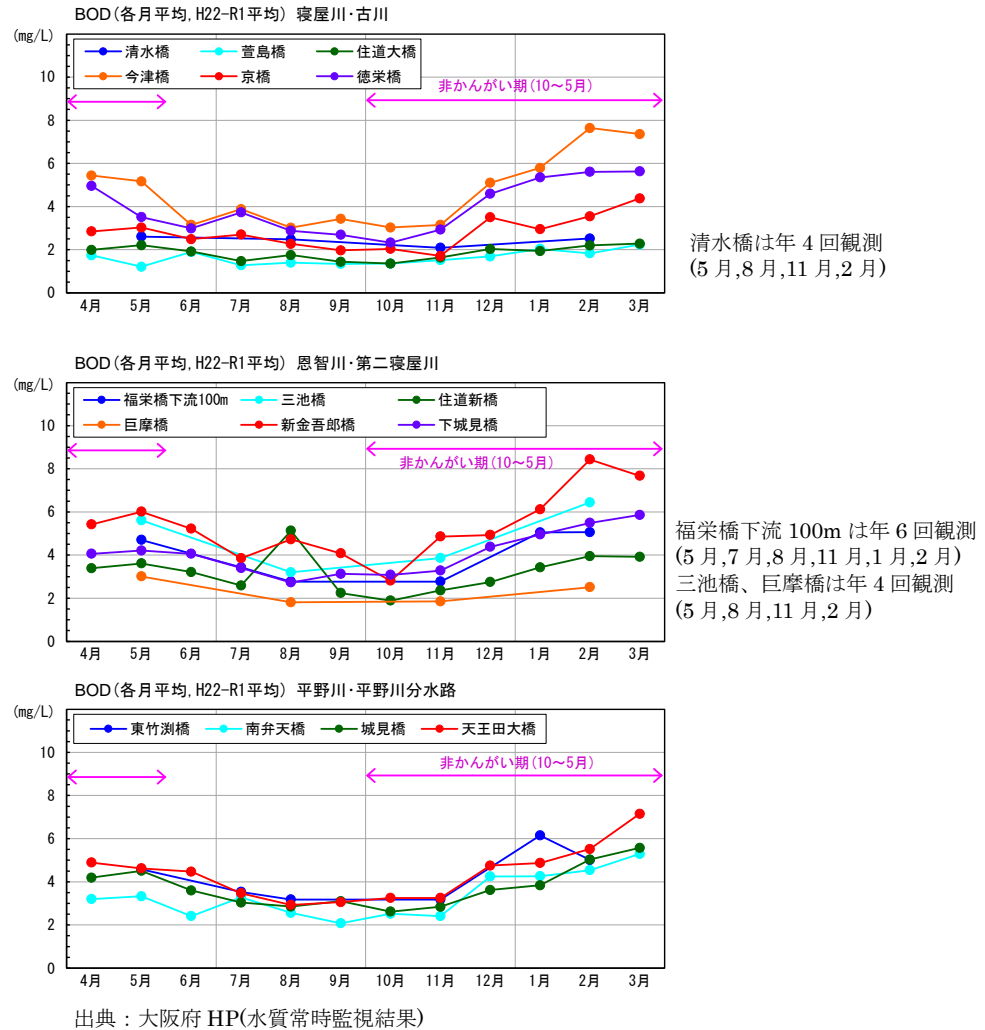 BOD(各月平均,H22-R1平均) 寝屋川・古川
(mg/L)
清水橋 萱島橋 住道大橋
今津橋 京橋 徳栄橋
非かんがい期(10～5月)
10
8
6
4
2
0
4月 5月 6月 7月 8月 9月 10月 11月 12月 1月 2月 3月
清水橋は年 4 回観測
(5 月,8 月,11 月,2 月)
BOD(各月平均,H22-R1平均) 恩智川・第二寝屋川
(mg/L)
福栄橋下流100m 三池橋 住道新橋
巨摩橋 新金吾郎橋 下城見橋
非かんがい期(10～5月)
10
8
6
4
2
0
4月 5月 6月 7月 8月 9月 10月 11月 12月 1月 2月 3月
福栄橋下流 100m は年 6 回観測
(5 月,7 月,8 月,11 月,1 月,2 月)
三池橋、巨摩橋は年 4 回観測
(5 月,8 月,11 月,2 月)
BOD(各月平均,H22-R1平均) 平野川・平野川分水路
(mg/L)
東竹渕橋 南弁天橋 城見橋 天王田大橋
非かんがい期(10～5月)
10
8
6
4
2
0
4月 5月 6月 7月 8月 9月 10月 11月 12月 1月 2月 3月
出典：大阪府 HP(水質常時監視結果)